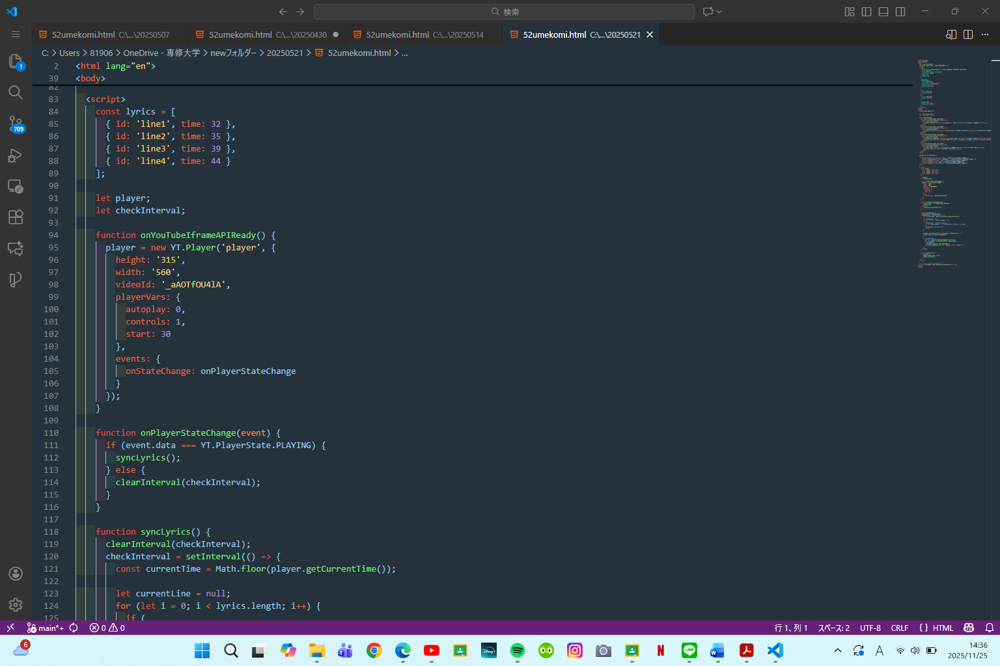 検索
52umekomi.html C:\...\20250507
52umekomi.html C:\...\20250430
52umekomi.html C:\...\20250514
52umekomi.html C:\...\20250521
C: > Users > 81906 > OneDrive - 専修大学 > newフォルダー > 20250521 > 52umekomi.html > ...
2 <html lang="en">
39 <body>
82
83 <script>
84 const lyrics = [
85 { id: 'line1', time: 32 },
86 { id: 'line2', time: 35 },
87 { id: 'line3', time: 39 },
88 { id: 'line4', time: 44 }
89 ];
90
91 let player;
92 let checkInterval;
93
94 function onYouTubeIframeAPIReady() {
95 player = new YT.Player('player', {
96 height: '315',
97 width: '560',
98 videoId: '_aAOTfOU4lA',
99 playerVars: {
100 autoplay: 0,
101 controls: 1,
102 start: 30
103 },
104 events: {
105 onStateChange: onPlayerStateChange
106 }
107 });
108 }
109
110 function onPlayerStateChange(event) {
111 if (event.data === YT.PlayerState.PLAYING) {
112 syncLyrics();
113 } else {
114 clearInterval(checkInterval);
115 }
116 }
117
118 function syncLyrics() {
119 clearInterval(checkInterval);
120 checkInterval = setInterval(() => {
121 const currentTime = Math.floor(player.getCurrentTime());
122
123 let currentLine = null;
124 for (let i = 0; i < lyrics.length; i++) {
125 if (
1
709
main*+ 0 0 行 1、列 1 スペース: 2 UTF-8 CRLF { } HTML
6
A
14:36
2025/11/25